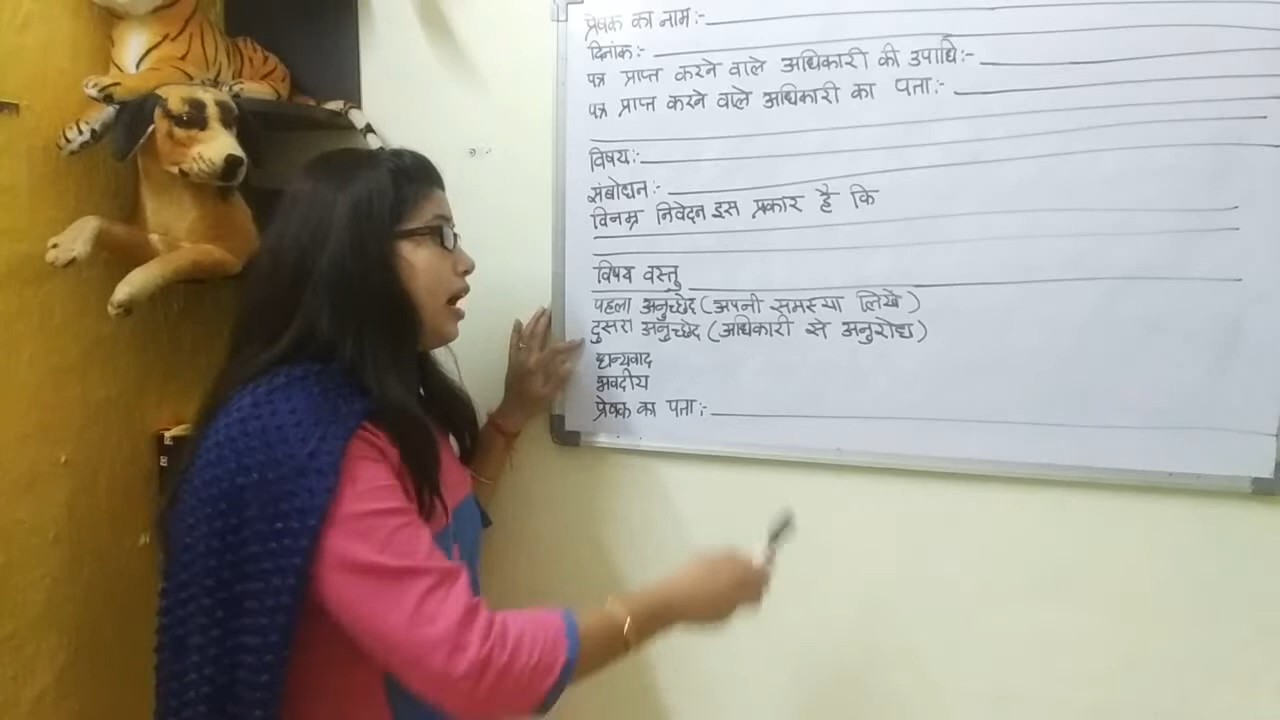 प्रेषक का नाम:-
दिनांक:-
पत्र प्राप्त करने वाले अधिकारी की उपाधि:-
पत्र प्राप्त करने वाले अधिकारी का पता:-
विषय:-
संबोधन:-
विनम्र निवेदन इस प्रकार है कि
विषय वस्तु
पहला अनुच्छेद (अपनी समस्या लिखें)
दुसरा अनुच्छेद (अधिकारी से अनुरोध)
धन्यवाद
भवदीय
प्रेषक का पता:-